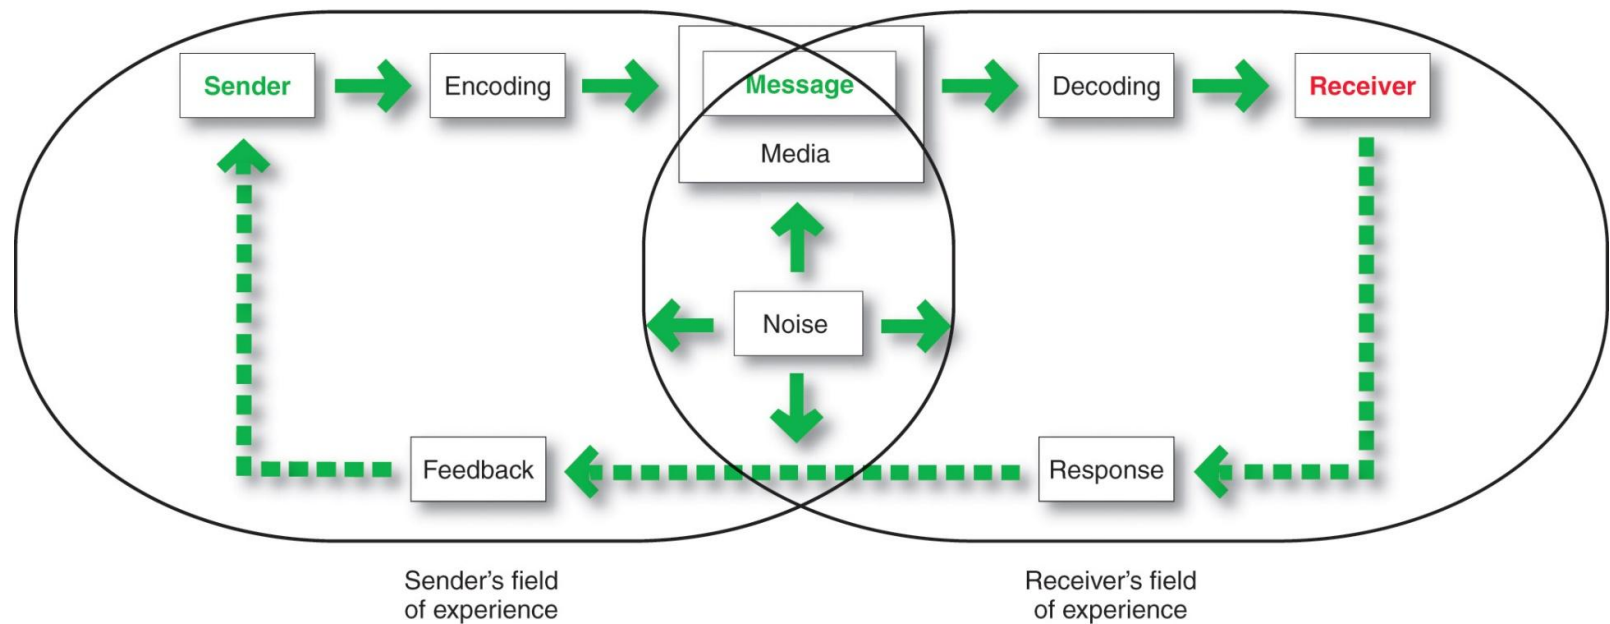 Sender
Encoding
Message
Media
Decoding
Receiver
Noise
Feedback
Response
Sender’s field
of experience
Receiver’s field
of experience